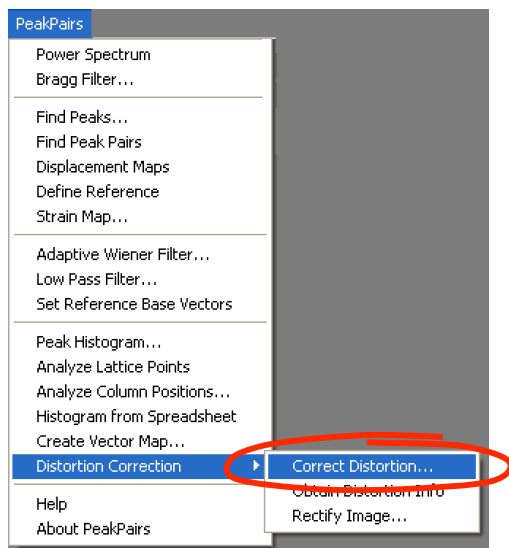 PeakPairs
Power Spectrum
Bragg Filter...
Find Peaks...
Find Peak Pairs
Displacement Maps
Define Reference
Strain Map...
Adaptive Wiener Filter...
Low Pass Filter...
Set Reference Base Vectors
Peak Histogram...
Analyze Lattice Points
Analyze Column Positions...
Histogram from Spreadsheet
Create Vector Map...
Distortion Correction
Correct Distortion...
Obtain Distortion Info
Rectify Image...
Help
About PeakPairs